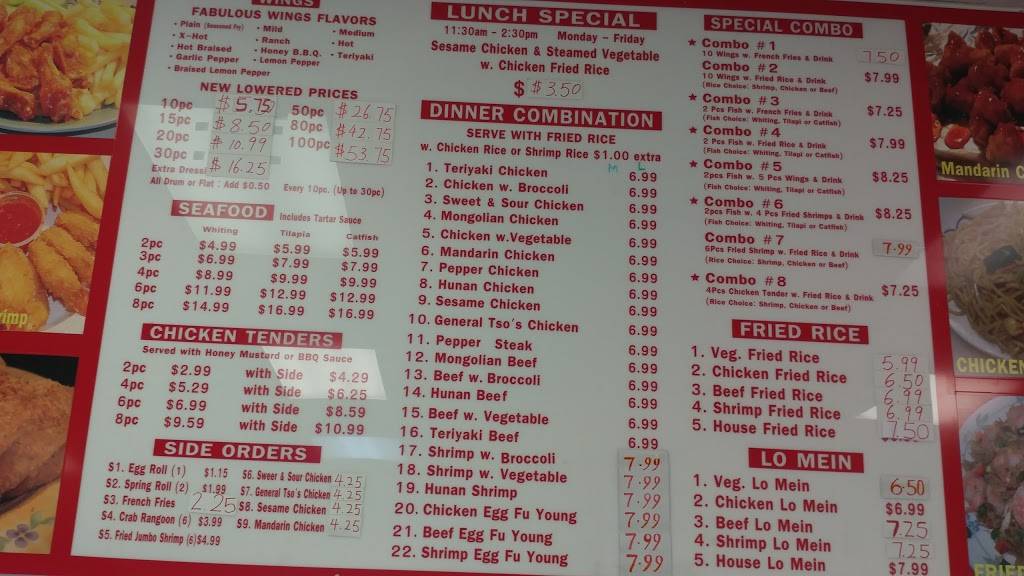 WINGS
FABULOUS WINGS FLAVORS
• Plain (Seasoned Fry) • Mild • Medium
• X-Hot • Ranch • Hot
• Hot Braised • Honey B.B.Q. • Teriyaki
• Garlic Pepper • Lemon Pepper
• Braised Lemon Pepper
NEW LOWERED PRICES
10pc $5.75 50pc $26.75
15pc $8.50 80pc $42.75
20pc $10.99 100pc $53.75
30pc $16.25
Extra Dressi
All Drum or Flat : Add $0.50 Every 10pc. (Up to 30pc)
SEAFOOD Includes Tartar Sauce
Whiting Tilapia Catfish
2pc $4.99 $5.99 $5.99
3pc $6.99 $7.99 $7.99
4pc $8.99 $9.99 $9.99
6pc $11.99 $12.99 $12.99
8pc $14.99 $16.99 $16.99
CHICKEN TENDERS
Served with Honey Mustard or BBQ Sauce
2pc $2.99 with Side $4.29
4pc $5.29 with Side $6.25
6pc $6.99 with Side $8.59
8pc $9.59 with Side $10.99
SIDE ORDERS
S1. Egg Roll (1) $1.15
S2. Spring Roll (2) $1.99
S3. French Fries 2.25
S4. Crab Rangoon (6) $3.99
S5. Fried Jumbo Shrimp (6) $4.99
S6. Sweer & Sour Chicken 4.25
S7. General Tso's Chicken 4.25
S8. Sesame Chicken 4.25
S9. Mandarin Chicken 4.25
LUNCH SPECIAL
11:30am - 2:30pm Monday - Friday
Sesame Chicken & Steamed Vegetable
w. Chicken Fried Rice
$ $3.50
DINNER COMBINATION
SERVE WITH FRIED RICE
w. Chicken Rice or Shrimp Rice $1.00 extra
M L
1. Teriyaki Chicken 6.99
2. Chicken w. Broccoli 6.99
3. Sweet & Sour Chicken 6.99
4. Mongolian Chicken 6.99
5. Chicken w.Vegetable 6.99
6. Mandarin Chicken 6.99
7. Pepper Chicken 6.99
8. Hunan Chicken 6.99
9. Sesame Chicken 6.99
10. General Tso's Chicken 6.99
11. Pepper Steak 6.99
12. Mongolian Beef 6.99
13. Beef w. Broccoli 6.99
14. Hunan Beef 6.99
15. Beef w. Vegetable 6.99
16. Teriyaki Beef 6.99
17. Shrimp w. Broccoli 7.99
18. Shrimp w. Vegetable 7.99
19. Hunan Shrimp 7.99
20. Chicken Egg Fu Young 7.99
21. Beef Egg Fu Young 7.99
22. Shrimp Egg Fu Young 7.99
SPECIAL COMBO
★ Combo #1
10 Wings w. French Fries & Drink 7.50
Combo #2
10 Wings w. Fried Rice & Drink $7.99
(Rice Choice: Shrimp, Chicken or Beef)
★ Combo #3
2 Pcs Fish w. French Fries & Drink $7.25
(Fish Choice: Whiting, Tilapi or Catfish)
★ Combo #4
2 Pcs Fish w. Fried Rice & Drink $7.99
(Fish Choice: Whiting, Tilapi or Catfish)
★ Combo #5
2pcs Fish w. 5 Pcs Wings & Drink $8.25
(Fish Choice: Whiting, Tilapi or Catfish)
★ Combo #6
2pcs Fish w. 4 Pcs Fried Shrimps & Drink $8.25
(Fish Choice: Whiting, Tilapi or Catfish)
Combo #7
6Pcs Fried Shrimp w. Fried Rice & Drink 7.99
(Rice Choice: Shrimp, Chicken or Beef)
★ Combo #8
4Pcs Chicken Tender w. Fried Rice & Drink $7.25
(Rice Choice: Shrimp, Chicken or Beef)
FRIED RICE
1. Veg. Fried Rice 5.99
2. Chicken Fried Rice 6.50
3. Beef Fried Rice 6.99
4. Shrimp Fried Rice 6.99
5. House Fried Rice 7.50
LO MEIN
1. Veg. Lo Mein 6.50
2. Chicken Lo Mein $6.99
3. Beef Lo Mein 7.25
4. Shrimp Lo Mein 7.25
5. House Lo Mein $7.99
rimp
Mandarin C
CHICKEN
FRIED